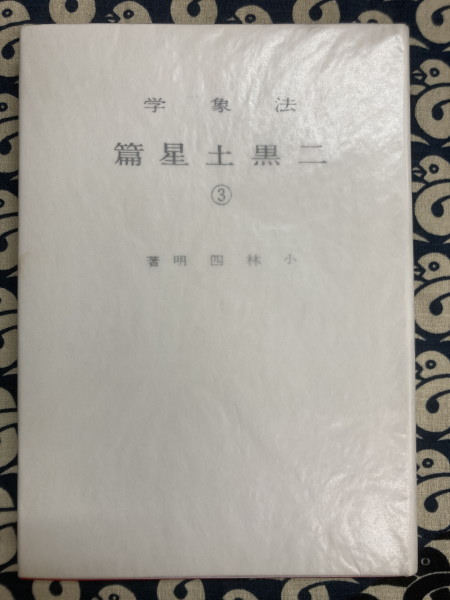 法象学
二黒土星篇
③
小林四明著